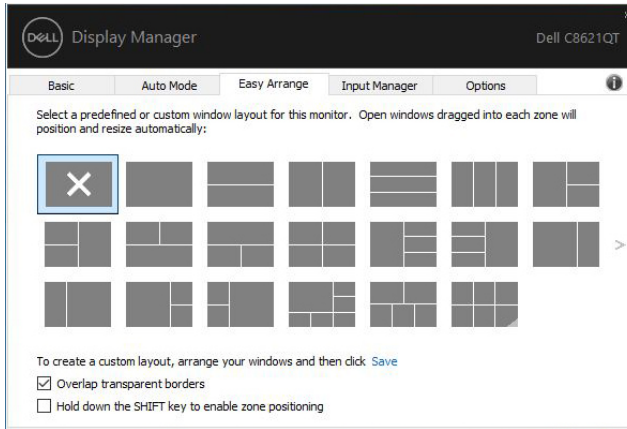 DELL Display Manager
Dell C8621QT
Basic
Auto Mode
Easy Arrange
Input Manager
Options
Select a predefined or custom window layout for this monitor. Open windows dragged into each zone will
position and resize automatically:
To create a custom layout, arrange your windows and then click Save
Overlap transparent borders
Hold down the SHIFT key to enable zone positioning